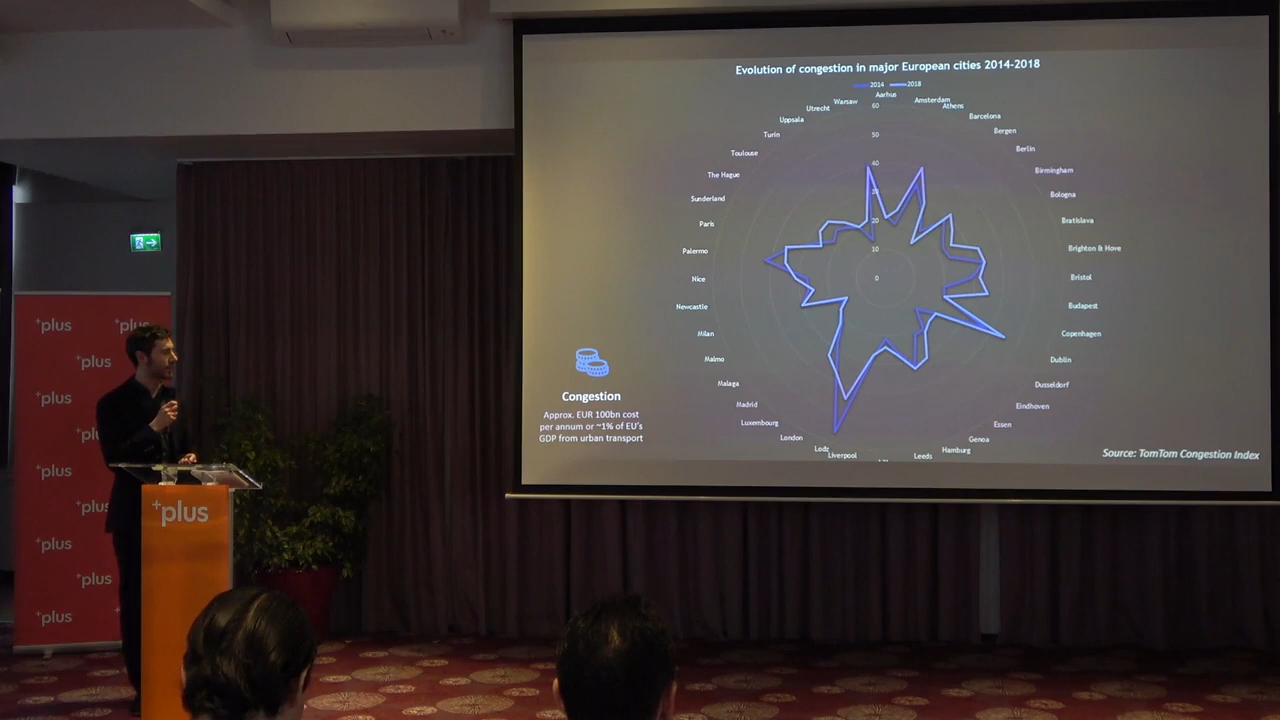 Evolution of congestion in major European cities 2014-2018
2014 2018
Aarhus
Amsterdam
Athens
Barcelona
Bergen
Berlin
Birmingham
Bologna
Bratislava
Brighton & Hove
Bristol
Budapest
Copenhagen
Dublin
Dusseldorf
Eindhoven
Essen
Genoa
Hamburg
Leeds
Liverpool
Lodz
London
Luxembourg
Madrid
Malaga
Malmo
Milan
Newcastle
Nice
Palermo
Paris
Sunderland
The Hague
Toulouse
Turin
Uppsala
Utrecht
Warsaw
60
50
40
30
20
10
0
Congestion
Approx. EUR 100bn cost
per annum or ~1% of EU's
GDP from urban transport
Source: TomTom Congestion Index
+plus +plus
+plus
+plus
+plu
+plus
+plus
+plus
+plus
+plus
+plus